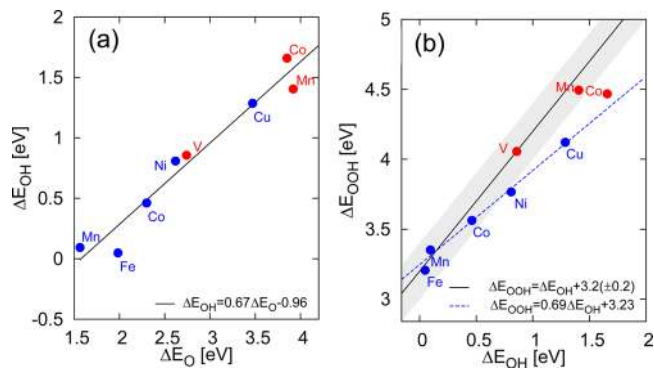 (a)
ΔE_OH [eV]
2
1.5
1
0.5
0
-0.5
Co
Mn
Cu
V
Ni
Co
Mn
Fe
ΔE_OH=0.67ΔE_O-0.96
1.5 2 2.5 3 3.5 4
ΔE_O [eV]
(b)
ΔE_OOH [eV]
5
4.5
4
3.5
3
Mn Co
V
Cu
Ni
Co
Mn
Fe
ΔE_OOH=ΔE_OH+3.2(±0.2)
ΔE_OOH=0.69ΔE_OH+3.23
0 0.5 1 1.5 2
ΔE_OH [eV]